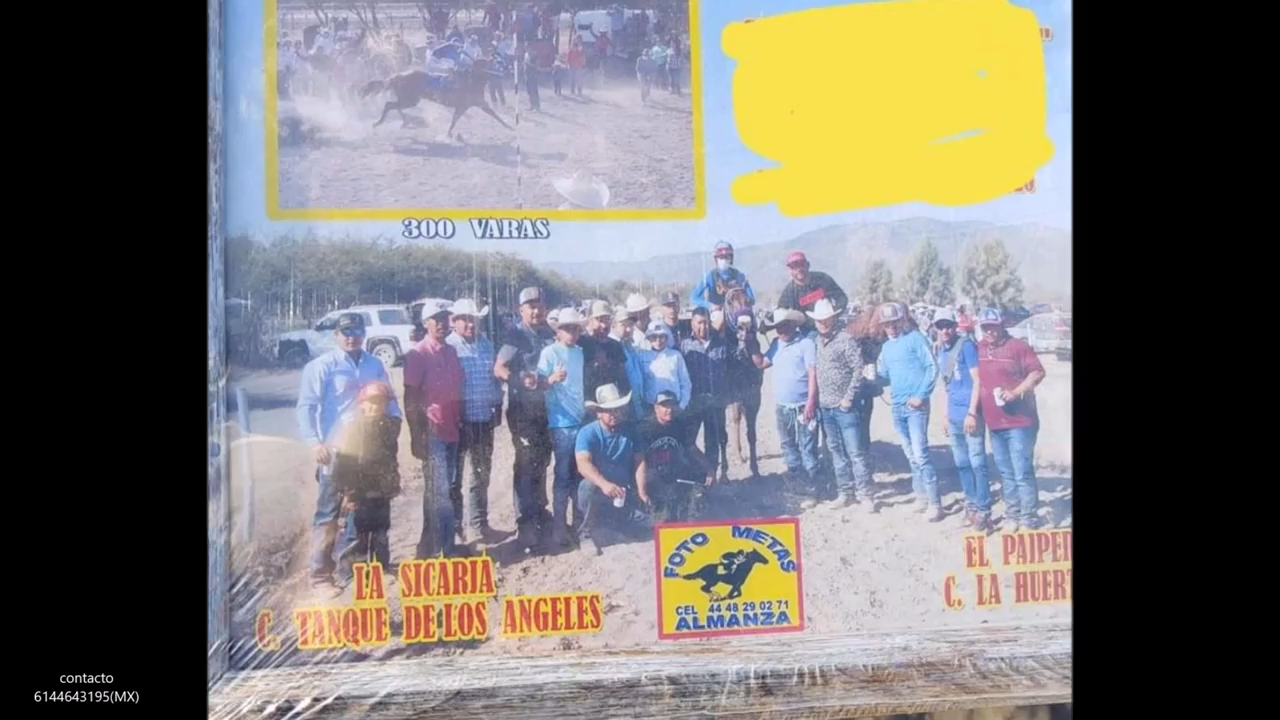 300 VARAS
FOTO METAS
CEL 44 48 29 02 71
ALMANZA
LA SICARIA
C. TANQUE DE LOS ANGELES
EL PAIPER
C. LA HUERT
contacto
6144643195(MX)